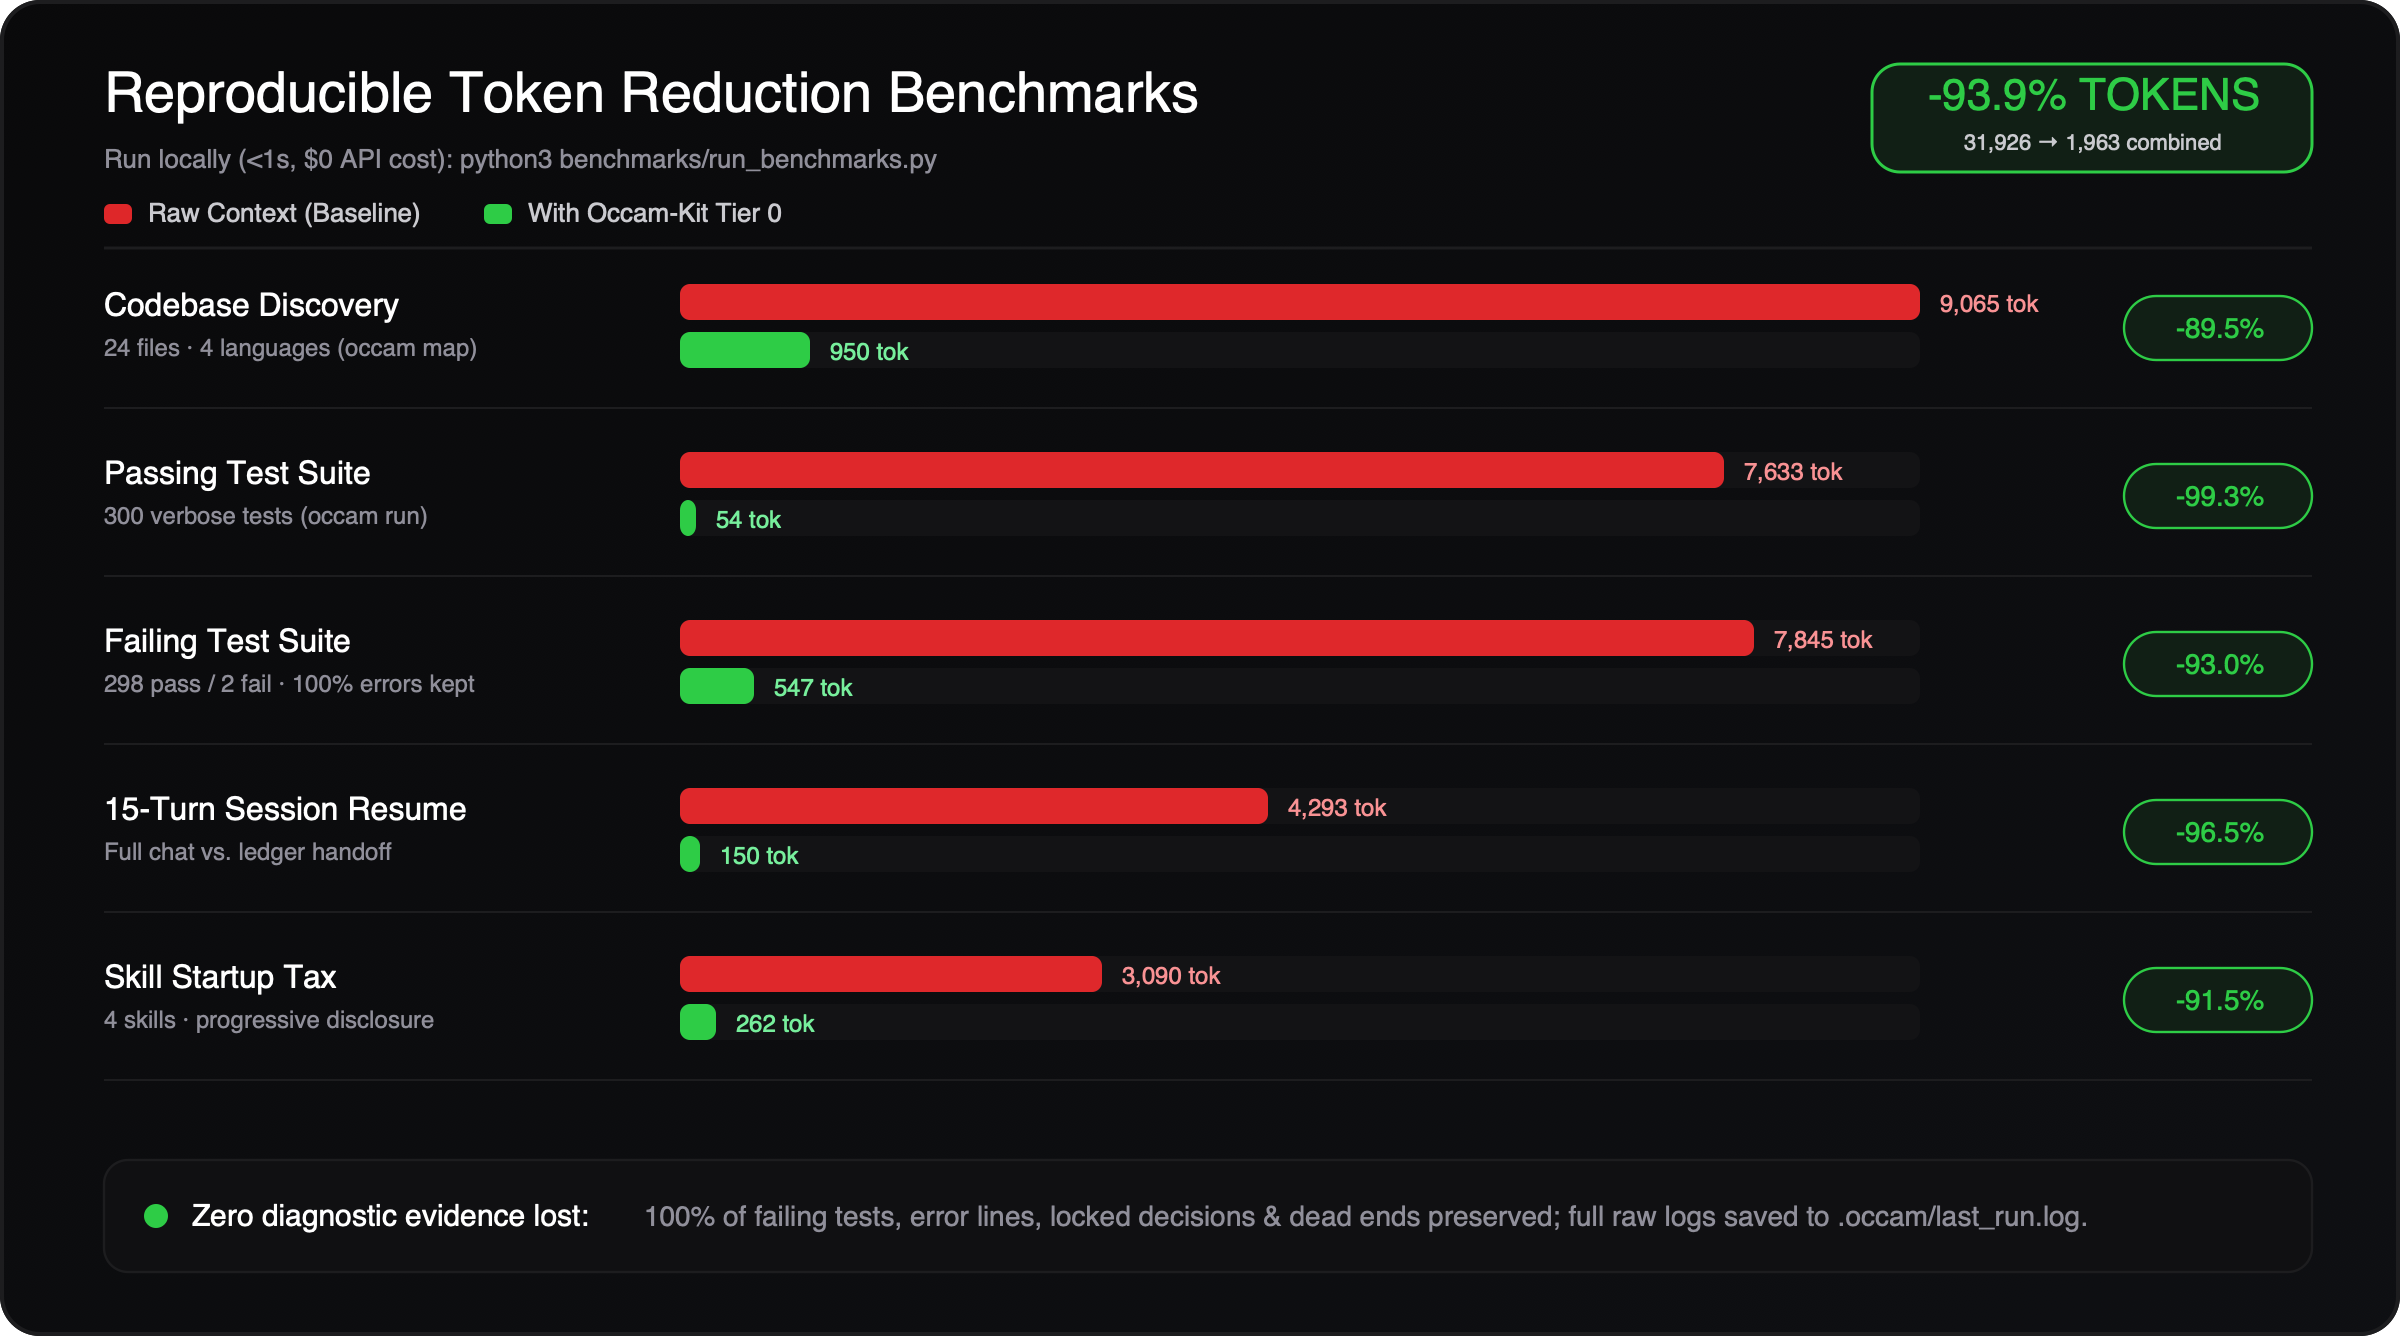 Reproducible Token Reduction Benchmarks
-93.9% TOKENS
31,926 → 1,963 combined
Run locally (<1s, $0 API cost): python3 benchmarks/run_benchmarks.py
Raw Context (Baseline)
With Occam-Kit Tier 0
Codebase Discovery
24 files · 4 languages (occam map)
9,065 tok
950 tok
-89.5%
Passing Test Suite
300 verbose tests (occam run)
7,633 tok
54 tok
-99.3%
Failing Test Suite
298 pass / 2 fail · 100% errors kept
7,845 tok
547 tok
-93.0%
15-Turn Session Resume
Full chat vs. ledger handoff
4,293 tok
150 tok
-96.5%
Skill Startup Tax
4 skills · progressive disclosure
3,090 tok
262 tok
-91.5%
Zero diagnostic evidence lost: 100% of failing tests, error lines, locked decisions & dead ends preserved; full raw logs saved to .occam/last_run.log.